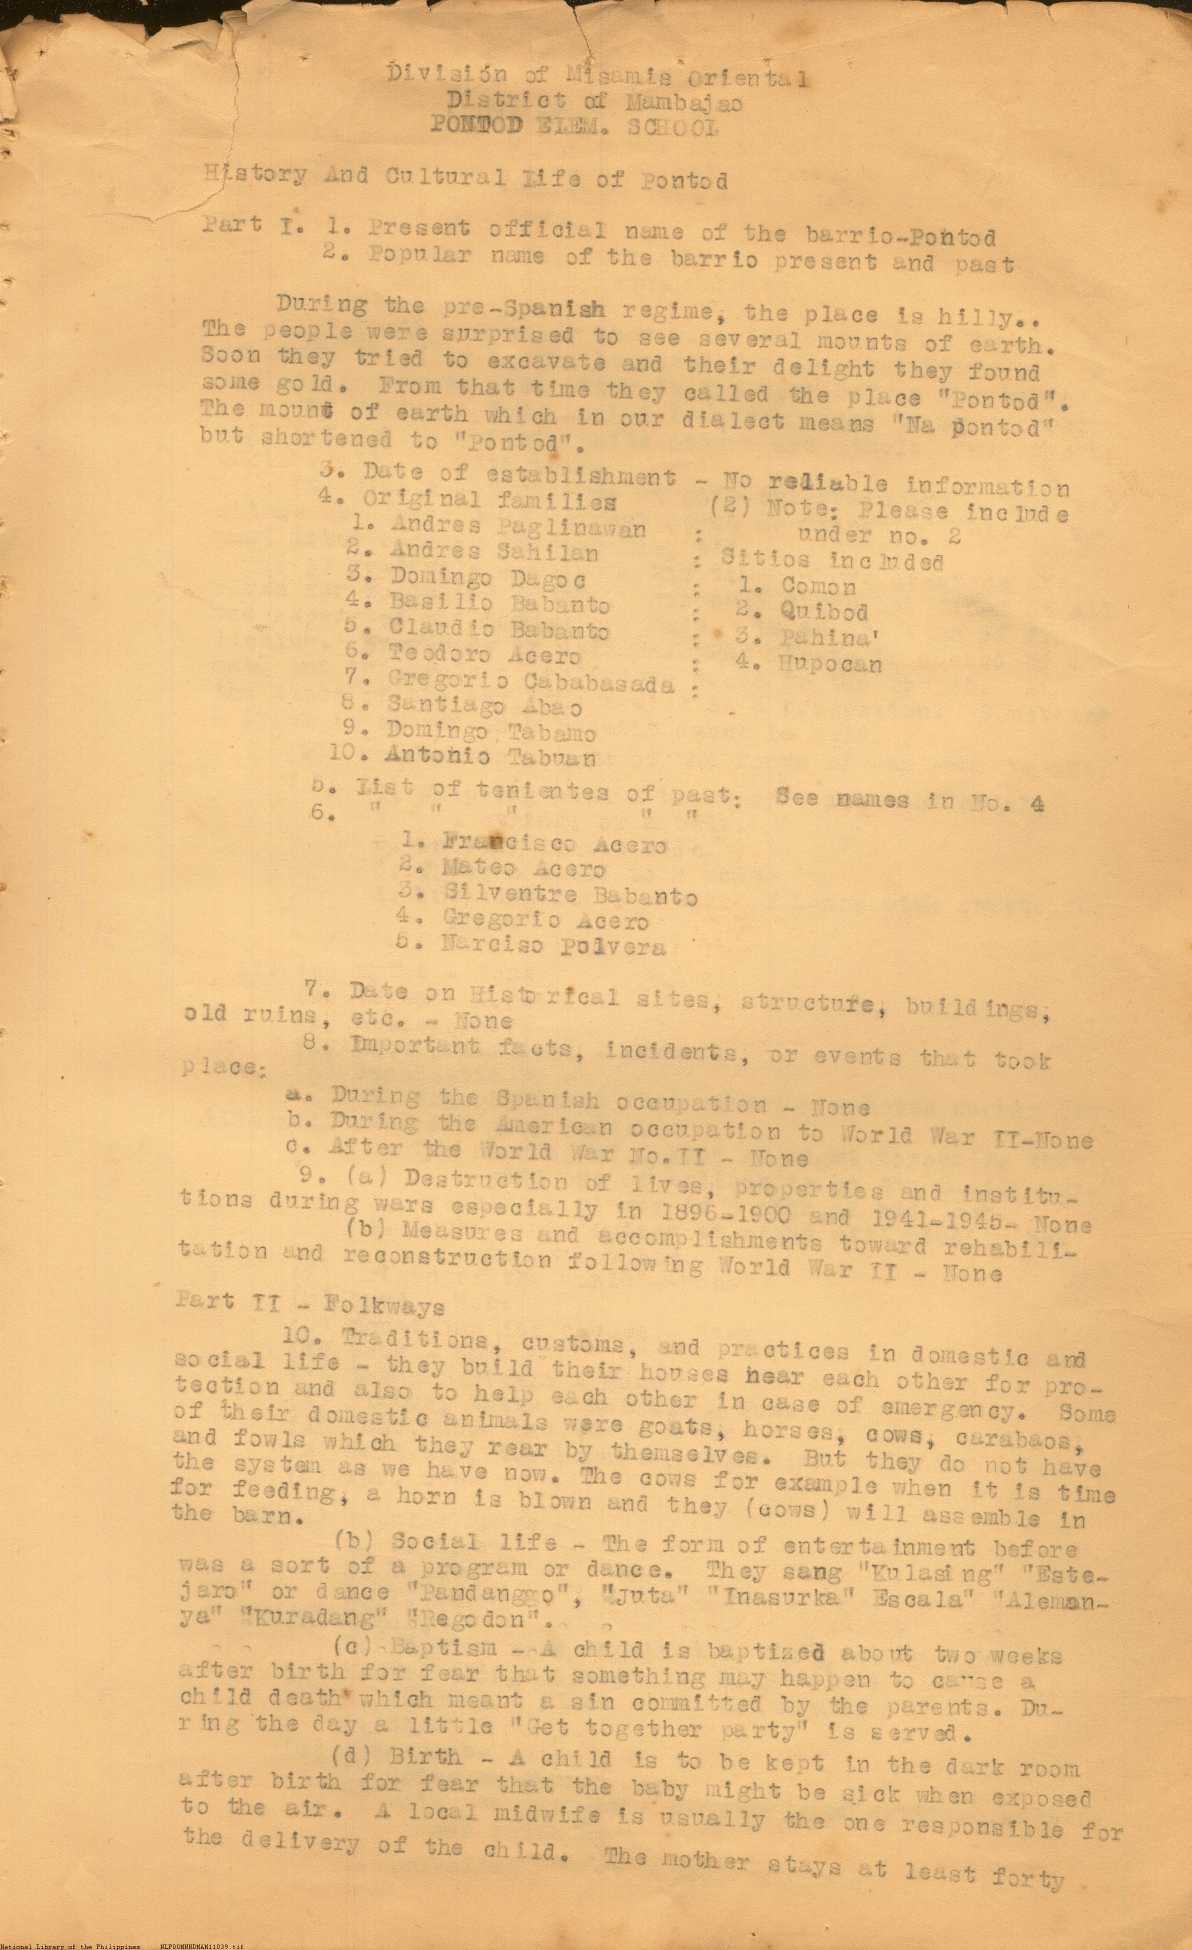 División of Misamis Oriental
District of Mambajao
PONTOD ELEM. SCHOOL
History And Cultural Life of Pontod
Part I. 1. Present official name of the barrio-Pontod
2. Popular name of the barrio present and past
During the pre-Spanish regime, the place is hilly..
The people were surprised to see several mounts of earth.
Soon they tried to excavate and their delight they found
some gold. From that time they called the place "Pontod".
The mount of earth which in our dialect means "Na pontod"
but shortened to "Pontod".
3. Date of establishment - No reliable information
4. Original families (2) Note: Please include
1. Andres Paglinawan : under no. 2
2. Andres Sahilan : Sitios included
3. Domingo Dagoc : 1. Comon
4. Basilio Babanto : 2. Quibod
5. Claudio Babanto : 3. Pahina'
6. Teodoro Acero : 4. Hupocan
7. Gregorio Cababasada :
8. Santiago Abao
9. Domingo Tabamo
10. Antonio Tabuan
5. List of tenientes of past: See names in No. 4
6. " " " " "
1. Francisco Acero
2. Mateo Acero
3. Silventre Babanto
4. Gregorio Acero
5. Narciso Polvera
7. Date on Historical sites, structure, buildings,
old ruins, etc. - None
8. Important facts, incidents, or events that took
place:
a. During the Spanish occupation - None
b. During the American occupation to World War II-None
c. After the World War No.II - None
9. (a) Destruction of lives, properties and institu-
tions during wars especially in 1896-1900 and 1941-1945- None
(b) Measures and accomplishments toward rehabili-
tation and reconstruction following World War II - None
Part II - Folkways
10. Traditions, customs, and practices in domestic and
social life - they build their houses near each other for pro-
tection and also to help each other in case of emergency. Some
of their domestic animals were goats, horses, cows, carabaos,
and fowls which they rear by themselves. But they do not have
the system as we have now. The cows for example when it is time
for feeding, a horn is blown and they (cows) will assemble in
the barn.
(b) Social life - The form of entertainment before
was a sort of a program or dance. They sang "Kulasing" "Este-
jaro" or dance "Pandanggo", "Juta" "Inasurka" Escala" "Aleman-
ya" "Kuradang" "Regodon".
(c) Baptism - A child is baptized about two weeks
after birth for fear that something may happen to cause a
child death which meant a sin committed by the parents. Du-
ring the day a little "Get together party" is served.
(d) Birth - A child is to be kept in the dark room
after birth for fear that the baby might be sick when exposed
to the air. A local midwife is usually the one responsible for
the delivery of the child. The mother stays at least forty
National Library of the Philippines NLPOOMNHDMAM11039.tif